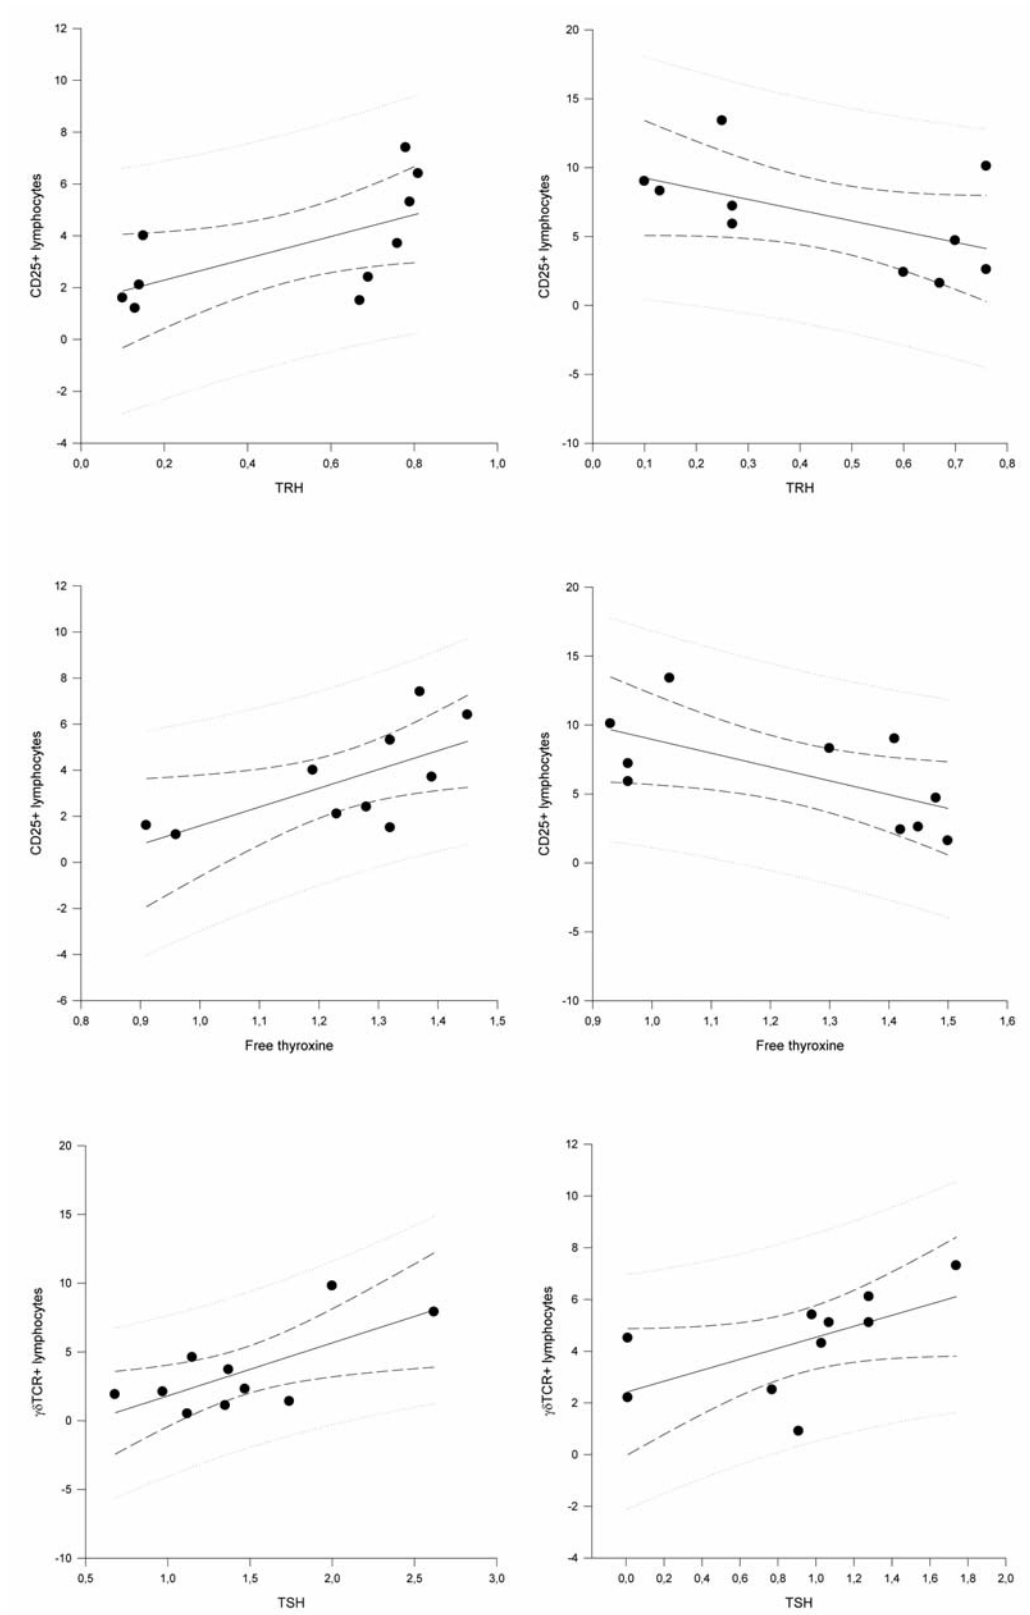 12
10
8
6
4
2
0
-2
-4
CD25+ lymphocytes
0,0 0,2 0,4 0,6 0,8 1,0
TRH
20
15
10
5
0
-5
-10
CD25+ lymphocytes
0,0 0,1 0,2 0,3 0,4 0,5 0,6 0,7 0,8
TRH
12
10
8
6
4
2
0
-2
-4
-6
CD25+ lymphocytes
0,8 0,9 1,0 1,1 1,2 1,3 1,4 1,5
Free thyroxine
20
15
10
5
0
-5
-10
CD25+ lymphocytes
0,9 1,0 1,1 1,2 1,3 1,4 1,5 1,6
Free thyroxine
20
15
10
5
0
-5
-10
γδTCR+ lymphocytes
0,5 1,0 1,5 2,0 2,5 3,0
TSH
12
10
8
6
4
2
0
-2
-4
γδTCR+ lymphocytes
0,0 0,2 0,4 0,6 0,8 1,0 1,2 1,4 1,6 1,8 2,0
TSH